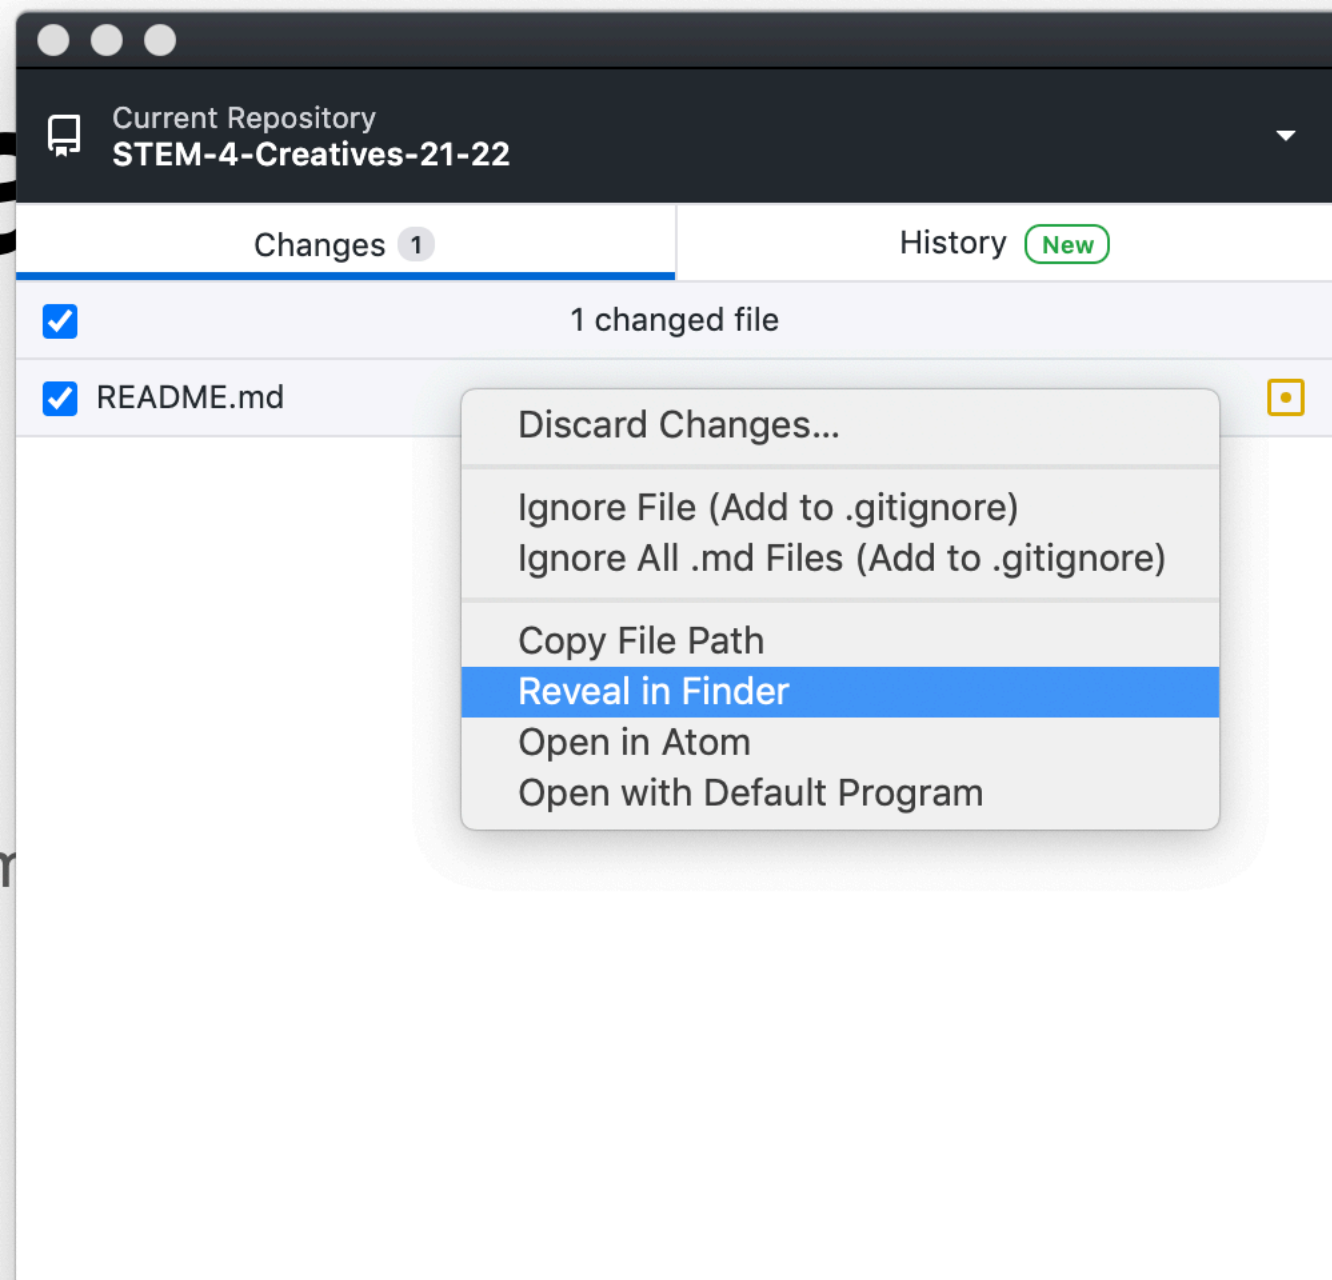 Current Repository
STEM-4-Creatives-21-22
Changes 1
History New
1 changed file
README.md
Discard Changes...
Ignore File (Add to .gitignore)
Ignore All .md Files (Add to .gitignore)
Copy File Path
Reveal in Finder
Open in Atom
Open with Default Program